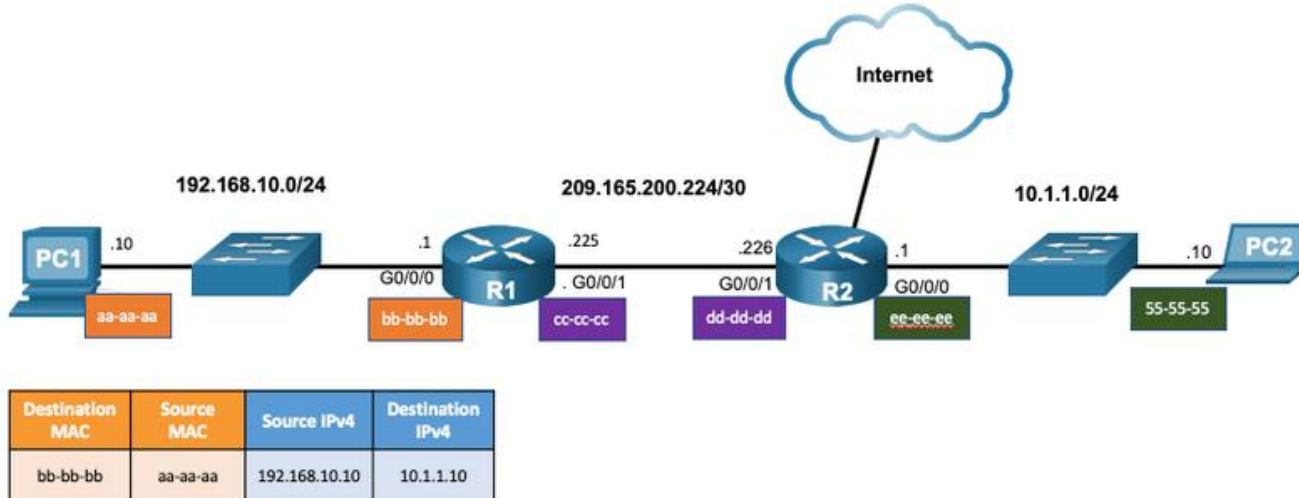 Internet
192.168.10.0/24
209.165.200.224/30
10.1.1.0/24
PC1
.10
.1
G0/0/0
R1
.225
. G0/0/1
.226
G0/0/1
R2
.1
G0/0/0
.10
PC2
aa-aa-aa
bb-bb-bb
cc-cc-cc
dd-dd-dd
ee-ee-ee
55-55-55
Destination MAC Source MAC Source IPv4 Destination IPv4
bb-bb-bb aa-aa-aa 192.168.10.10 10.1.1.10